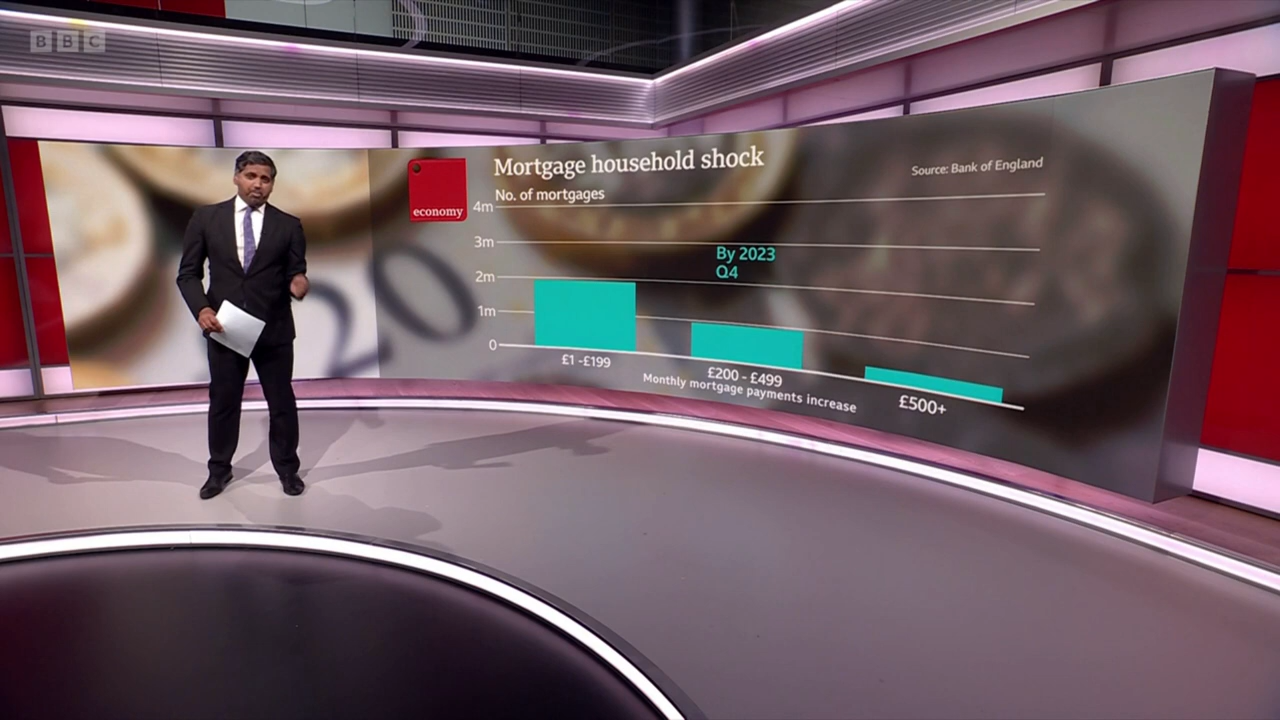 BBC
Mortgage household shock
Source: Bank of England
economy
No. of mortgages
4m
3m
By 2023
Q4
2m
1m
0
£1 -£199
£200 - £499
£500+
Monthly mortgage payments increase
20